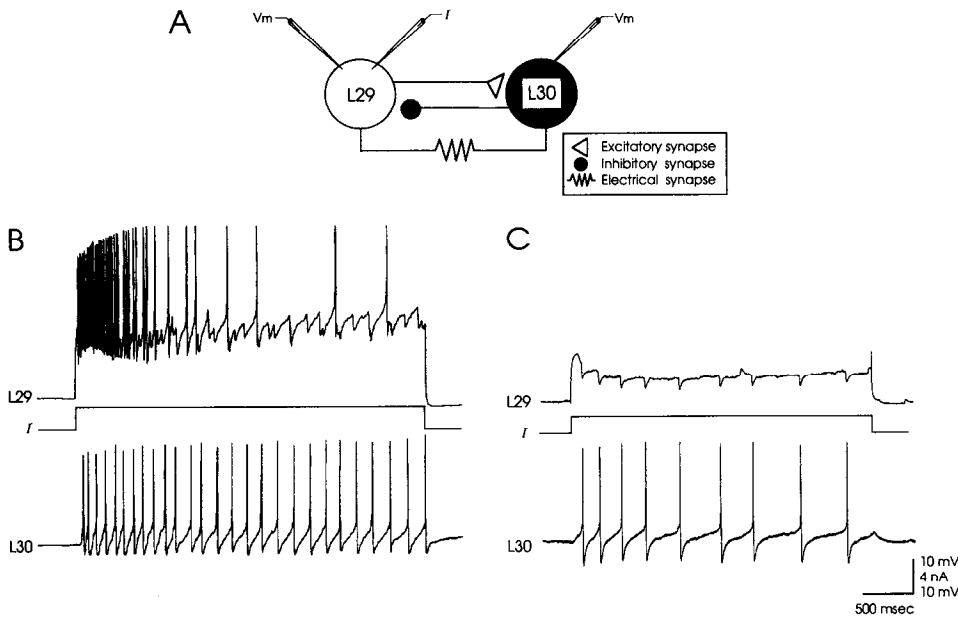 A
Vm
I
Vm
L29
L30
Excitatory synapse
Inhibitory synapse
Electrical synapse
B
C
L29
I
L30
L29
I
L30
10 mV
4 nA
10 mV
500 msec